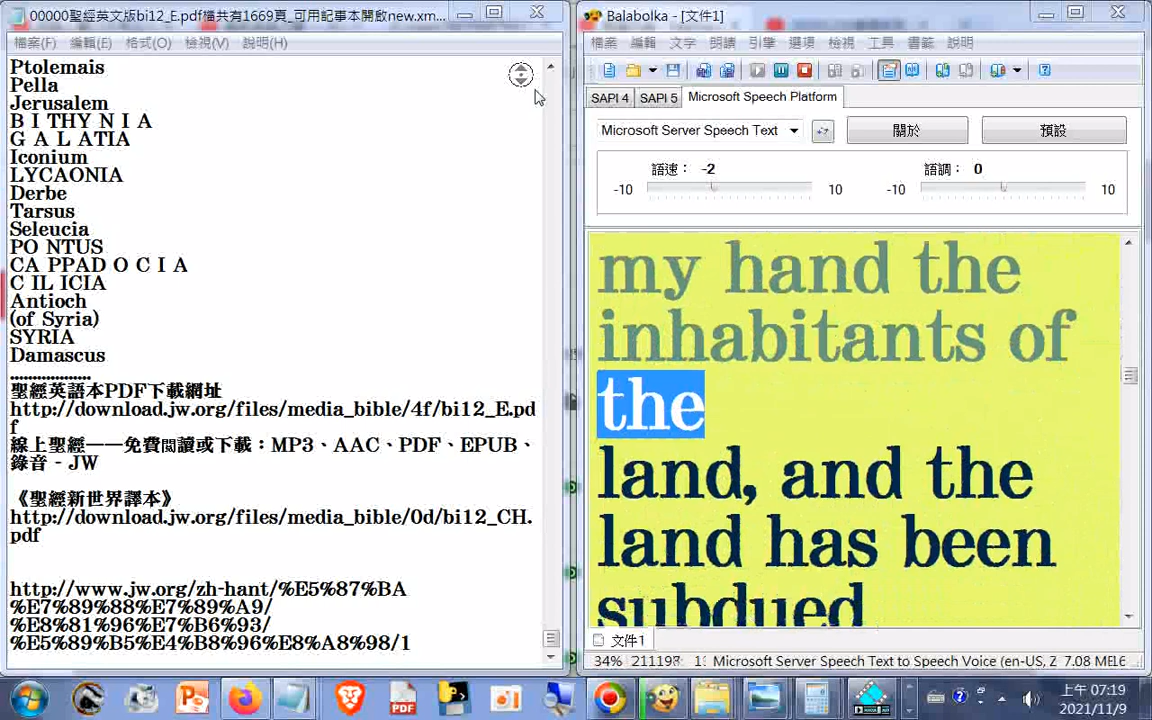 00000聖經英文版bi12_E.pdf檔共有1669頁_可用記事本開啟new.xm...
檔案(F) 編輯(E) 格式(O) 檢視(V) 說明(H)
Ptolemais
Pella
Jerusalem
B I THY N I A
G A L ATIA
Iconium
LYCAONIA
Derbe
Tarsus
Seleucia
PO NTUS
CA PPAD O C I A
C IL ICIA
Antioch
(of Syria)
SYRIA
Damascus
..................
聖經英語本PDF下載網址
http://download.jw.org/files/media_bible/4f/bi12_E.pd
f
線上聖經——免費閱讀或下載：MP3、AAC、PDF、EPUB、
錄音 - JW
《聖經新世界譯本》
http://download.jw.org/files/media_bible/0d/bi12_CH.
pdf
http://www.jw.org/zh-hant/%E5%87%BA
%E7%89%88%E7%89%A9/
%E8%81%96%E7%B6%93/
%E5%89%B5%E4%B8%96%E8%A8%98/1
Balabolka - [文件1]
檔案 編輯 文字 朗讀 引擎 選項 檢視 工具 書籤 說明
SAPI 4 SAPI 5 Microsoft Speech Platform
Microsoft Server Speech Text 關於 預設
語速： -2 語調： 0
-10 10 -10 10
my hand the
inhabitants of
the
land, and the
land has been
subdued
文件1
34% Microsoft Server Speech Text to Speech Voice (en-US, Z 7.08 ME
PDF
上午 07:19
2021/11/9